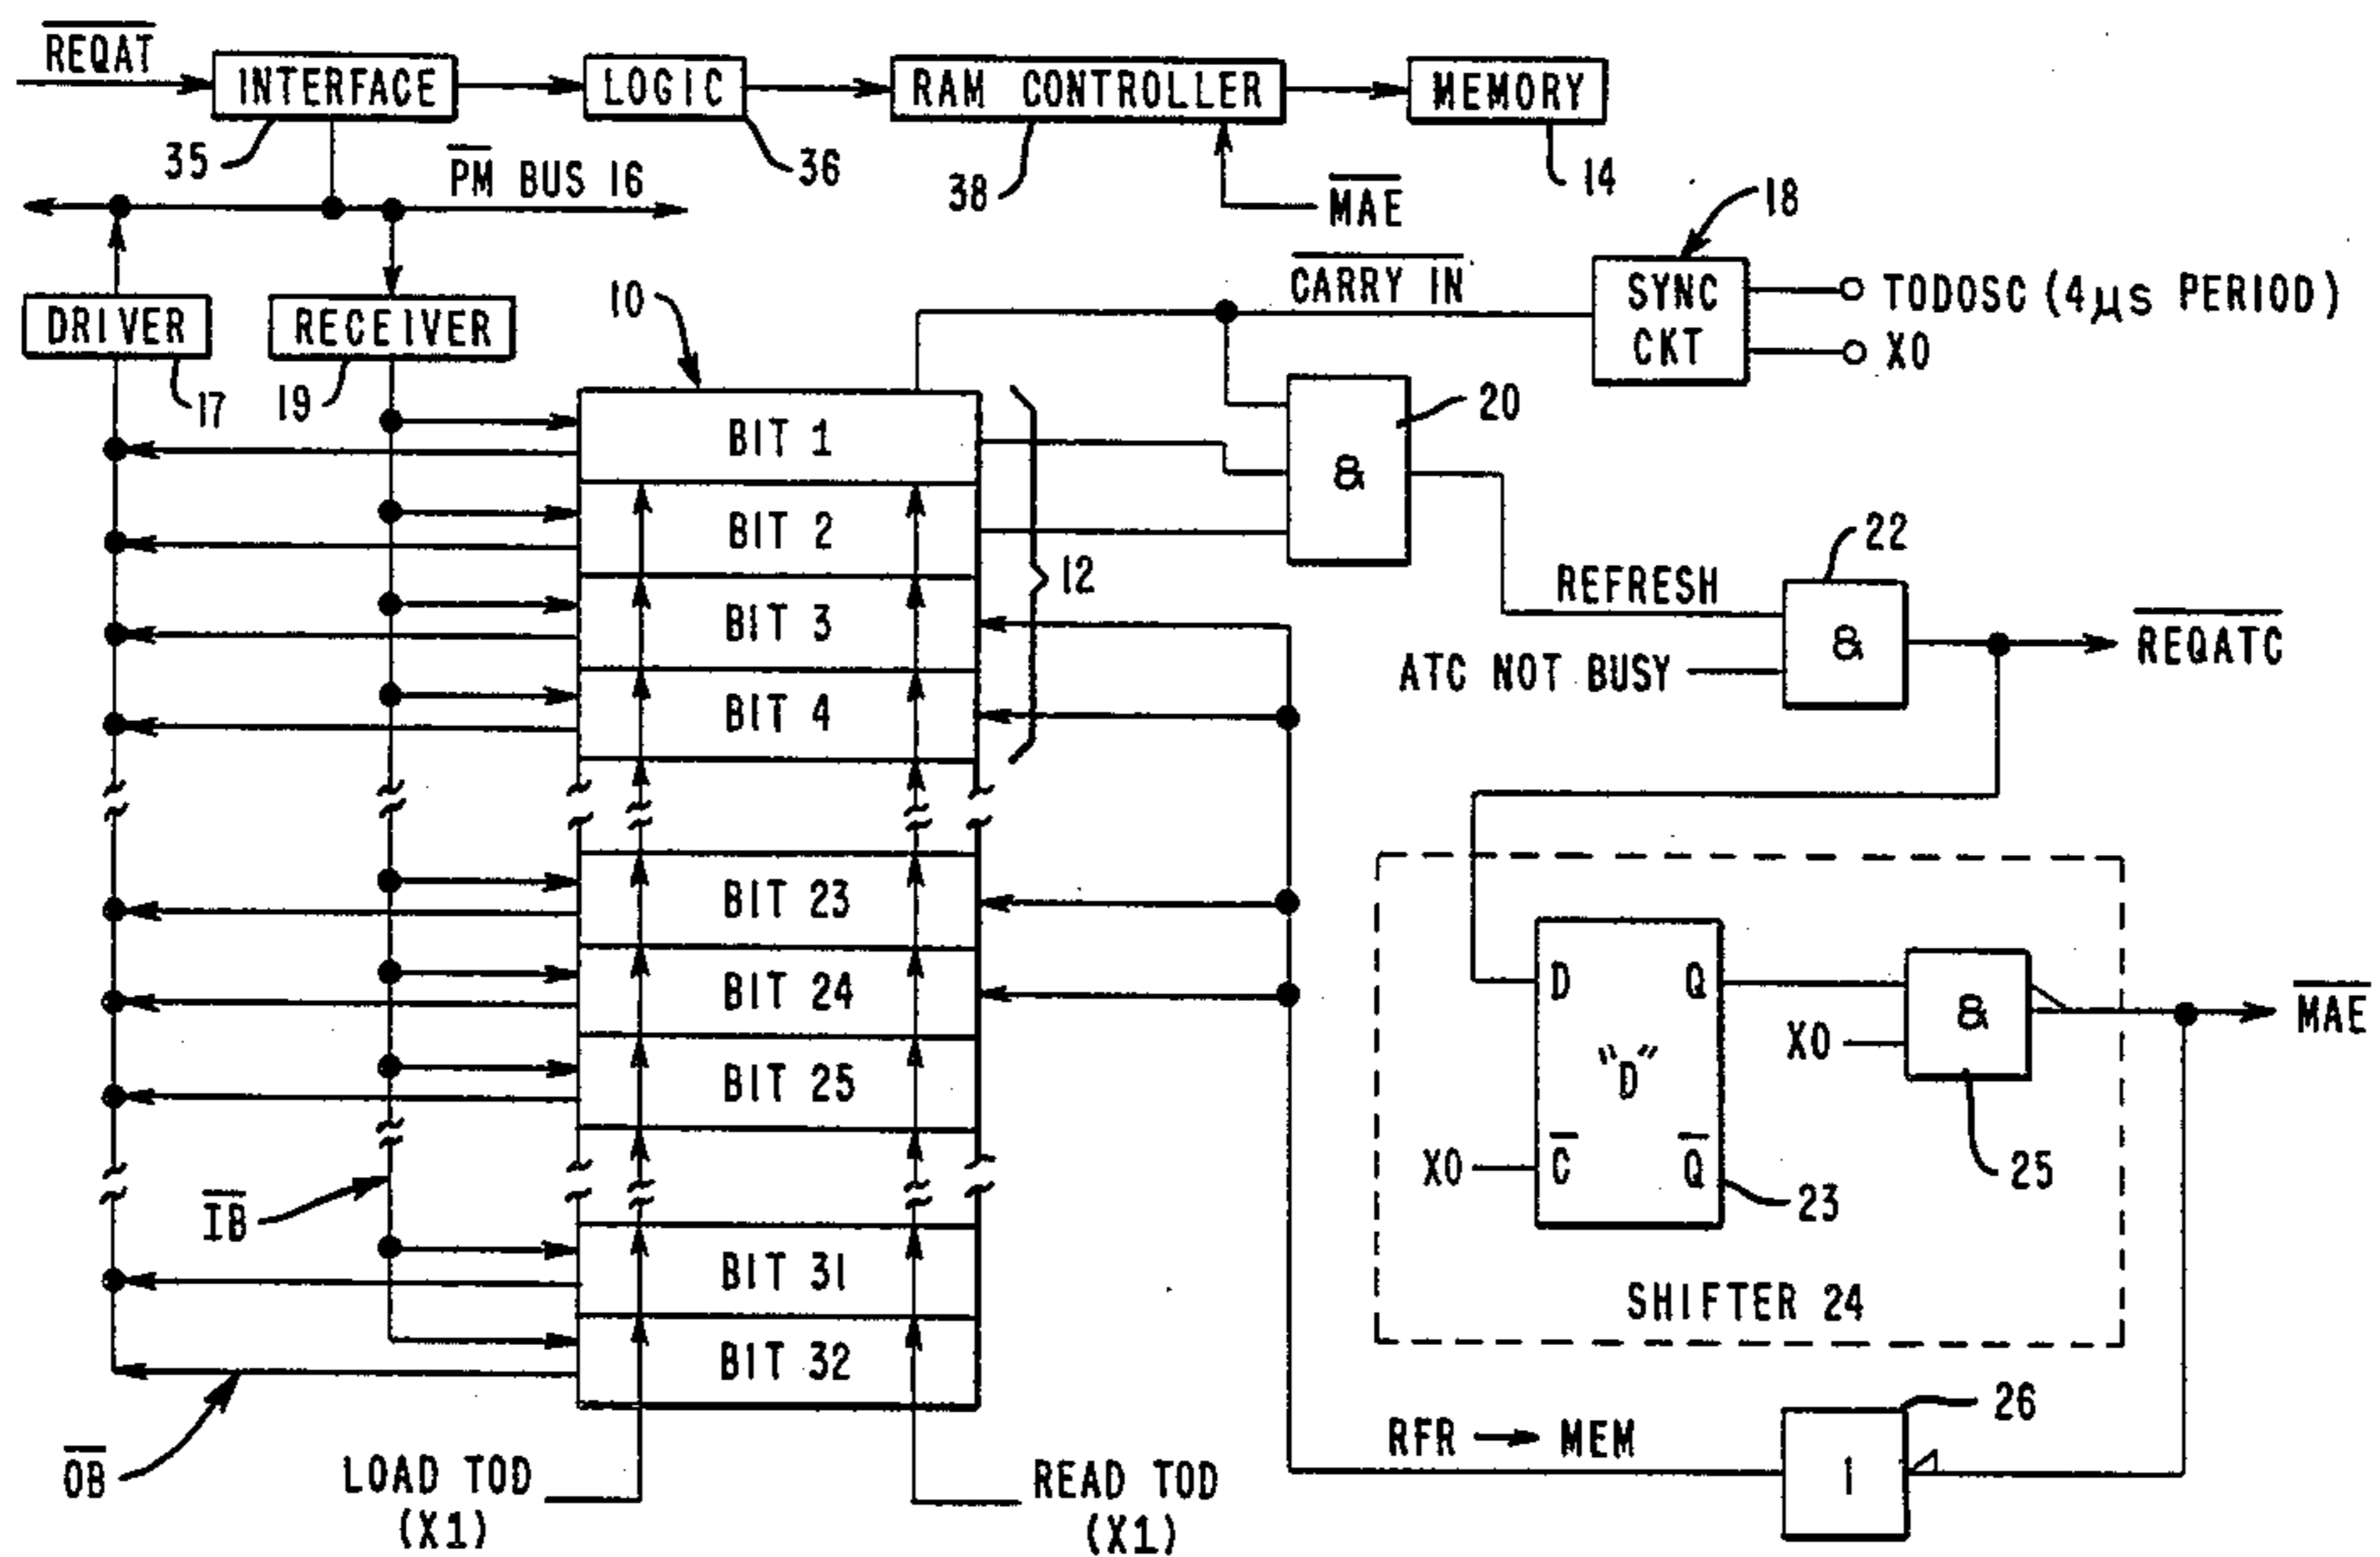 REQAT
INTERFACE
LOGIC
RAM CONTROLLER
MEMORY
35
36
38
14
PM BUS 16
MAE
18
DRIVER
RECEIVER
10
CARRY IN
SYNC
CKT
TODOSC (4µs PERIOD)
X0
17
19
20
BIT 1
&
BIT 2
12
22
BIT 3
REFRESH
&
REQATC
ATC NOT BUSY
BIT 4
BIT 23
BIT 24
BIT 25
D
Q
&
MAE
X0
"D"
X0
C
Q
23
25
IB
BIT 31
SHIFTER 24
BIT 32
26
OB
LOAD TOD
(X1)
READ TOD
(X1)
RFR → MEM
1